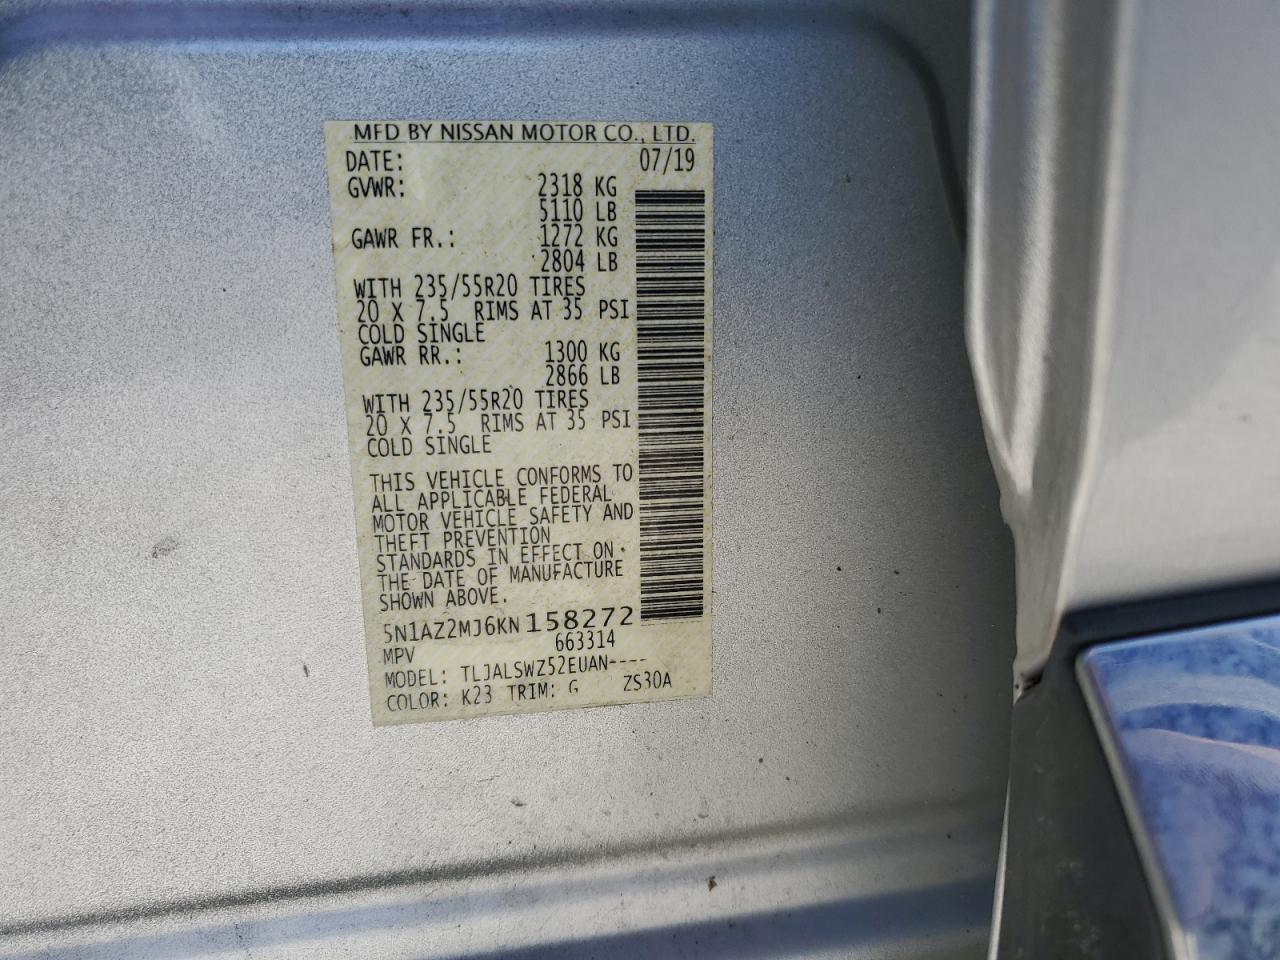 MFD BY NISSAN MOTOR CO., LTD.
DATE: 07/19
GVWR: 2318 KG
5110 LB
GAWR FR.: 1272 KG
2804 LB
WITH 235/55R20 TIRES
20 X 7.5 RIMS AT 35 PSI
COLD SINGLE
GAWR RR.: 1300 KG
2866 LB
WITH 235/55R20 TIRES
20 X 7.5 RIMS AT 35 PSI
COLD SINGLE
THIS VEHICLE CONFORMS TO
ALL APPLICABLE FEDERAL
MOTOR VEHICLE SAFETY AND
THEFT PREVENTION
STANDARDS IN EFFECT ON
THE DATE OF MANUFACTURE
SHOWN ABOVE.
5N1AZ2MJ6KN158272
MPV 663314
MODEL: TLJALSWZ52EUAN----
COLOR: K23 TRIM: G ZS30A